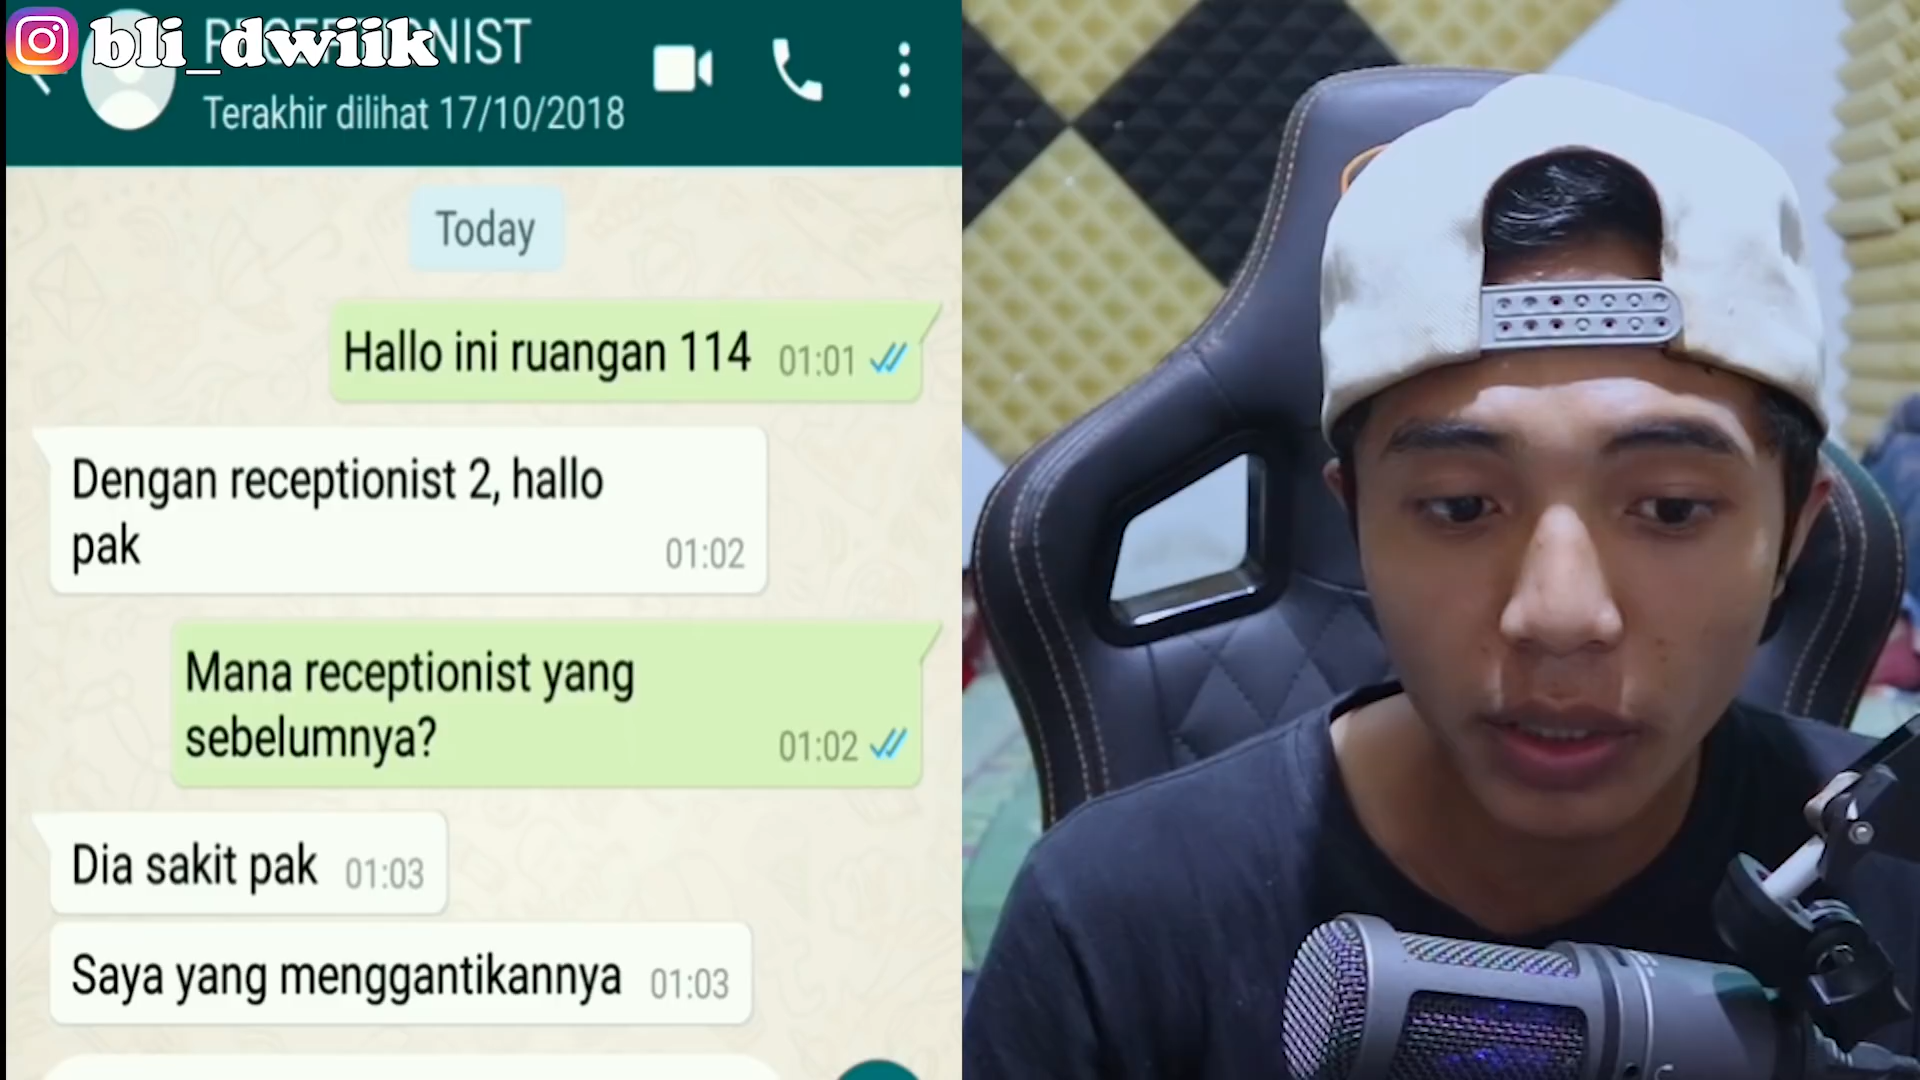 bli_dwiik
RECEPTIONIST
Terakhir dilihat 17/10/2018
Today
Hallo ini ruangan 114 01:01
Dengan receptionist 2, hallo
pak 01:02
Mana receptionist yang
sebelumnya? 01:02
Dia sakit pak 01:03
Saya yang menggantikannya 01:03